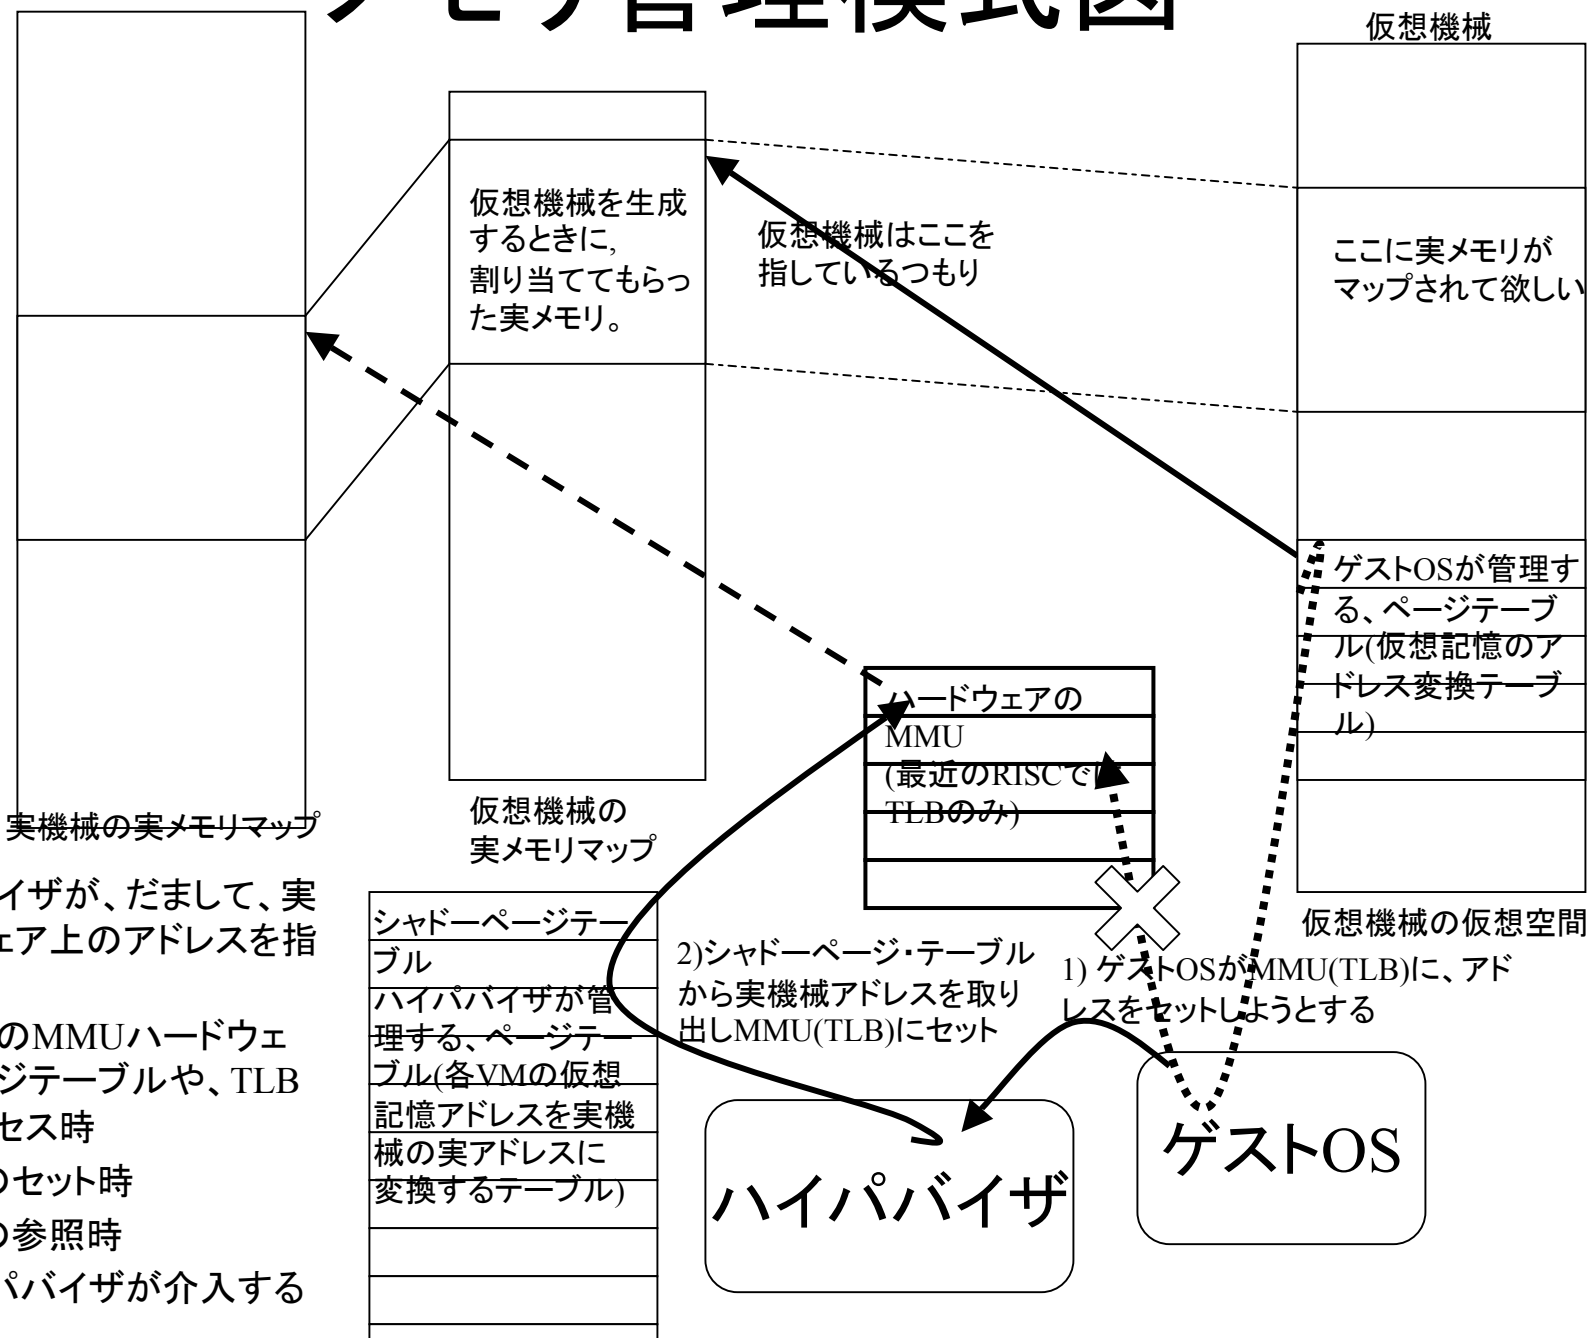 メモリ管理模式図
仮想機械
仮想機械を生成
するときに,
割り当ててもらっ
た実メモリ。
仮想機械はここを
指しているつもり
ここに実メモリが
マップされて欲しい
ゲストOSが管理す
る、ページテーブ
ル(仮想記憶のア
ドレス変換テーブ
ル)
ハードウェアの
MMU
(最近のRISCでは
TLBのみ)
実機械の実メモリマップ
仮想機械の
実メモリマップ
仮想機械の仮想空間
イザが、だまして、実
ェア上のアドレスを指
のMMUハードウェ
ジテーブルや、TLB
セス時
のセット時
の参照時
パバイザが介入する
シャドーページテー
ブル
ハイパバイザが管
理する、ページテー
ブル(各VMの仮想
記憶アドレスを実機
械の実アドレスに
変換するテーブル)
2)シャドーページ・テーブル
から実機械アドレスを取り
出しMMU(TLB)にセット
1) ゲストOSがMMU(TLB)に、アド
レスをセットしようとする
ハイパバイザ
ゲストOS